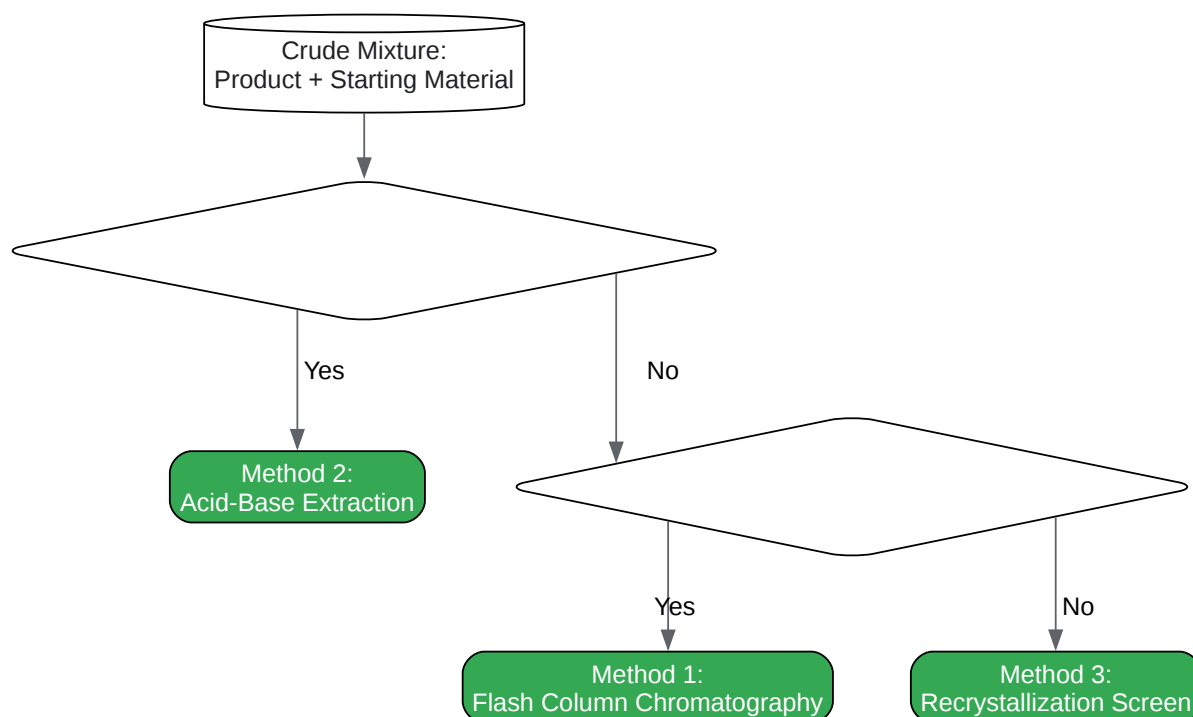 Crude Mixture:
Product + Starting Material
Yes
No
Method 2:
Acid-Base Extraction
Yes
No
Method 1:
Flash Column Chromatography
Method 3:
Recrystallization Screen